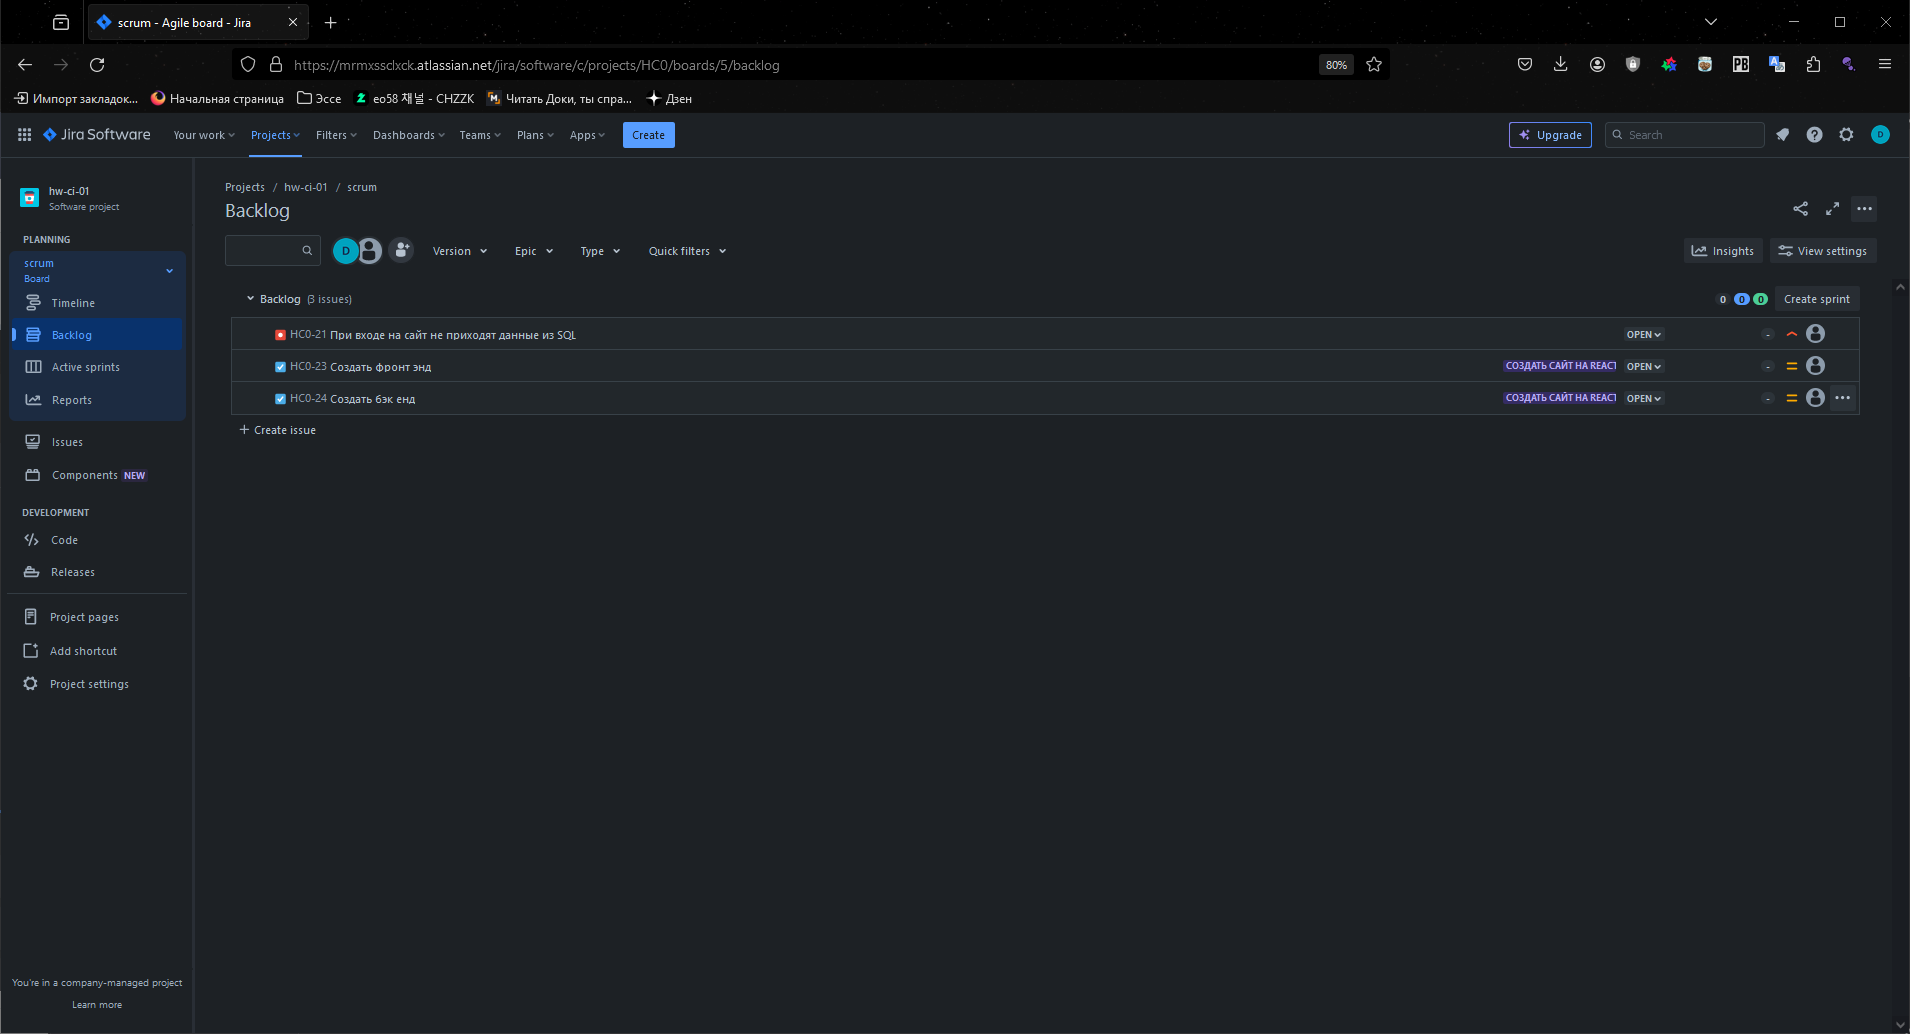 scrum - Agile board - Jira
https://mrmxssclxck.atlassian.net/jira/software/c/projects/HC0/boards/5/backlog
80%
Импорт закладок...
Начальная страница
Эссе
eo58 채널 - CHZZK
Читать Доки, ты спра...
Дзен
Jira Software
Your work
Projects
Filters
Dashboards
Teams
Plans
Apps
Create
Upgrade
Search
D
hw-ci-01
Software project
PLANNING
scrum
Board
Timeline
Backlog
Active sprints
Reports
Issues
Components NEW
DEVELOPMENT
Code
Releases
Project pages
Add shortcut
Project settings
You're in a company-managed project
Learn more
Projects / hw-ci-01 / scrum
Backlog
D
Version
Epic
Type
Quick filters
Insights
View settings
Backlog (3 issues)
0 0 0
Create sprint
HC0-21 При входе на сайт не приходят данные из SQL OPEN -
HC0-23 Создать фронт энд СОЗДАТЬ САЙТ НА REACT OPEN -
HC0-24 Создать бэк енд СОЗДАТЬ САЙТ НА REACT OPEN -
+ Create issue